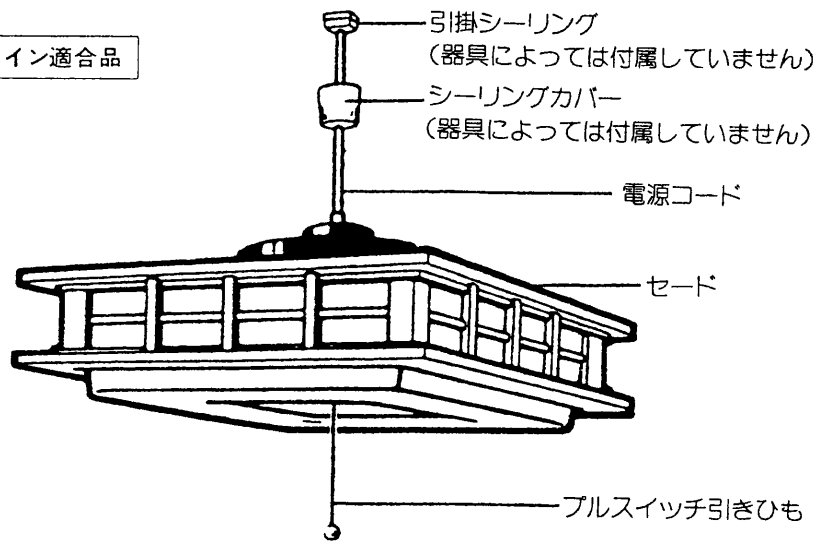 引掛シーリング
(器具によっては付属していません)
イン適合品
シーリングカバー
(器具によっては付属していません)
電源コード
セード
プルスイッチ引きひも